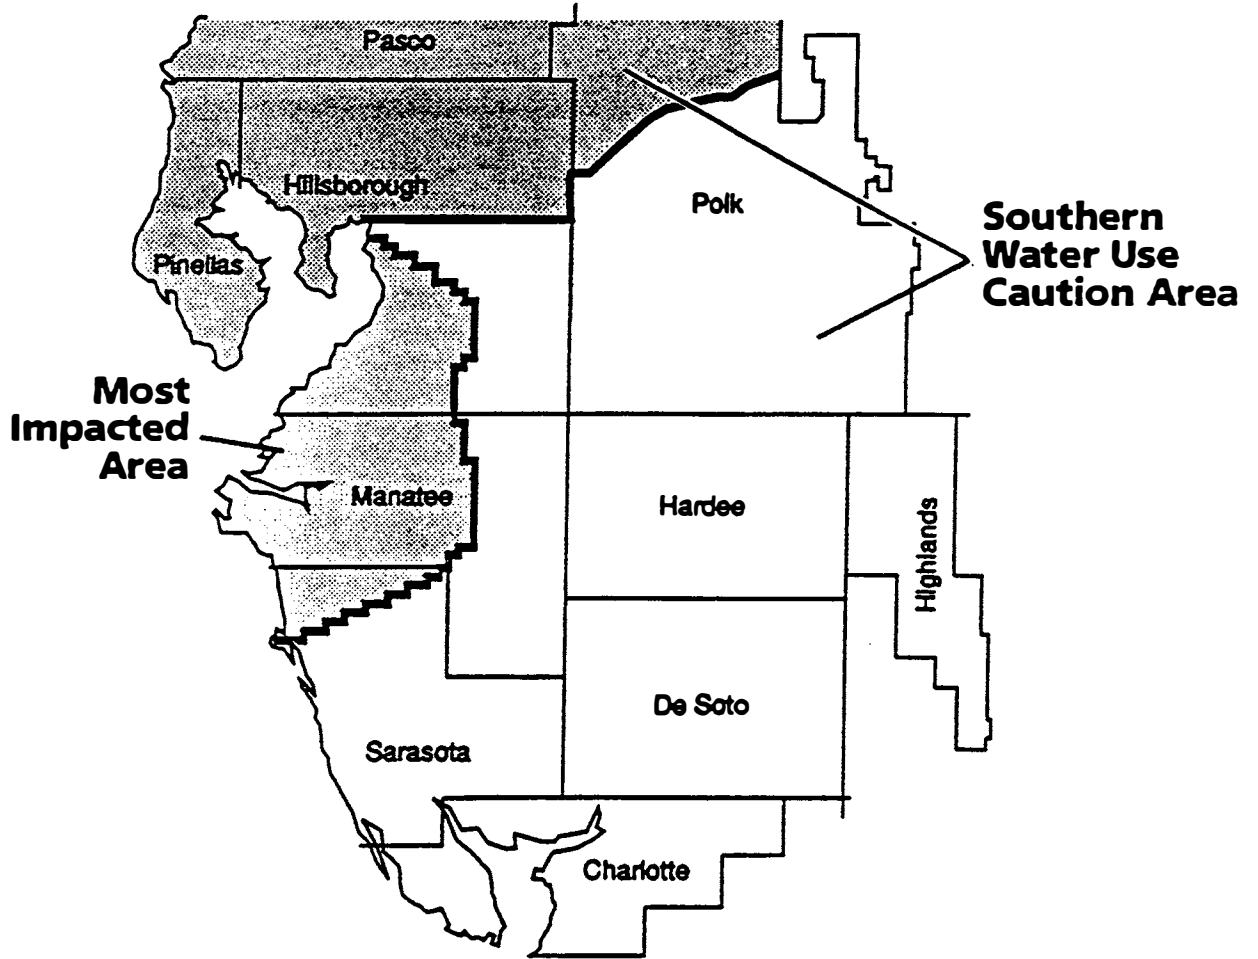 Pasco
Hillsborough
Polk
Southern
Water Use
Caution Area
Pinellas
Most
Impacted
Area
Manatee
Hardee
Highlands
De Soto
Sarasota
Charlotte